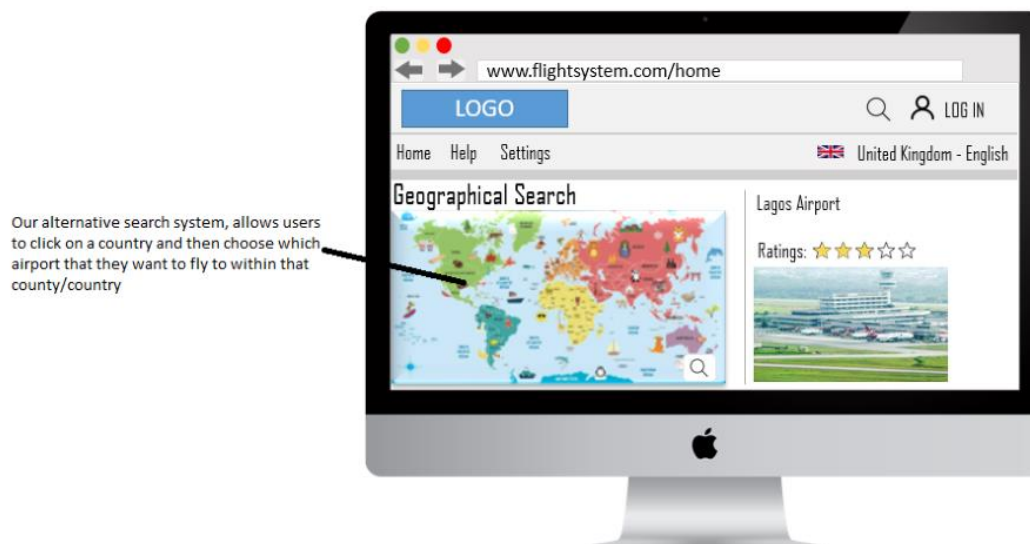 www.flightsystem.com/home
LOGO
LOG IN
Home Help Settings
United Kingdom - English
Geographical Search
Lagos Airport
Ratings:
Our alternative search system, allows users
to click on a country and then choose which
airport that they want to fly to within that
county/country